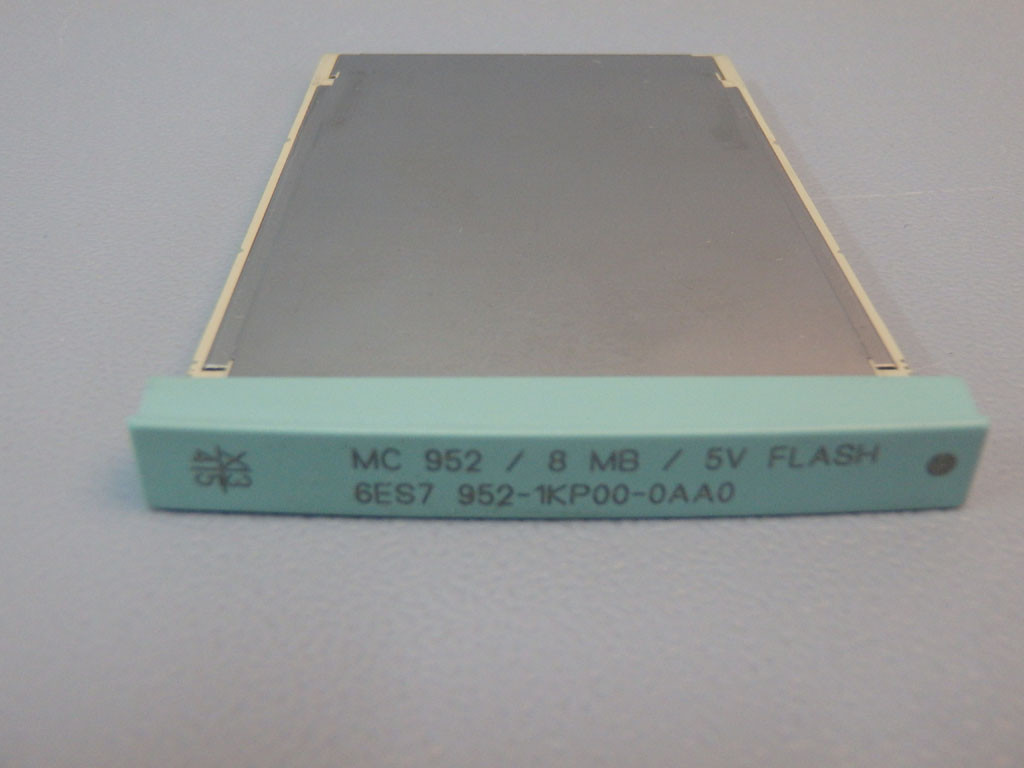 MC 952 / 8 MB / 5V FLASH
6ES7 952-1KP00-0AA0